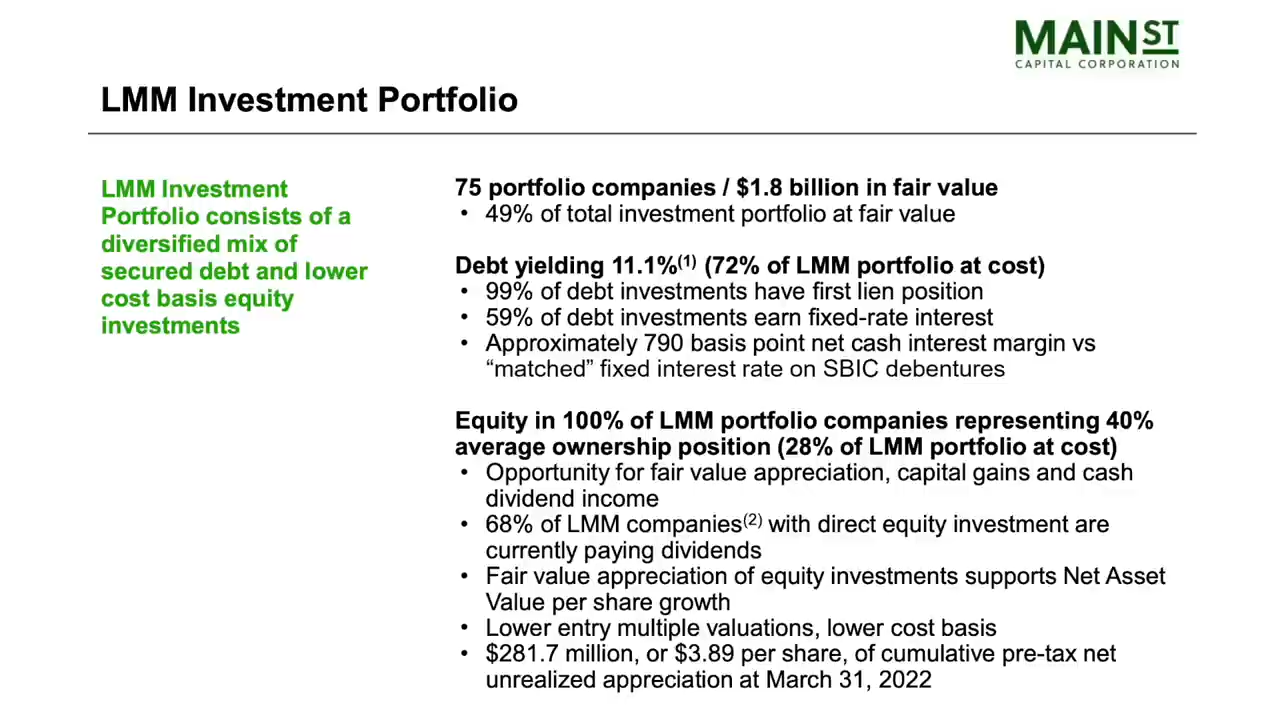 MAIN ST
CAPITAL CORPORATION
LMM Investment Portfolio
LMM Investment
Portfolio consists of a
diversified mix of
secured debt and lower
cost basis equity
investments
75 portfolio companies / $1.8 billion in fair value
• 49% of total investment portfolio at fair value
Debt yielding 11.1%(1) (72% of LMM portfolio at cost)
• 99% of debt investments have first lien position
• 59% of debt investments earn fixed-rate interest
• Approximately 790 basis point net cash interest margin vs
“matched” fixed interest rate on SBIC debentures
Equity in 100% of LMM portfolio companies representing 40%
average ownership position (28% of LMM portfolio at cost)
• Opportunity for fair value appreciation, capital gains and cash
dividend income
• 68% of LMM companies(2) with direct equity investment are
currently paying dividends
• Fair value appreciation of equity investments supports Net Asset
Value per share growth
• Lower entry multiple valuations, lower cost basis
• $281.7 million, or $3.89 per share, of cumulative pre-tax net
unrealized appreciation at March 31, 2022